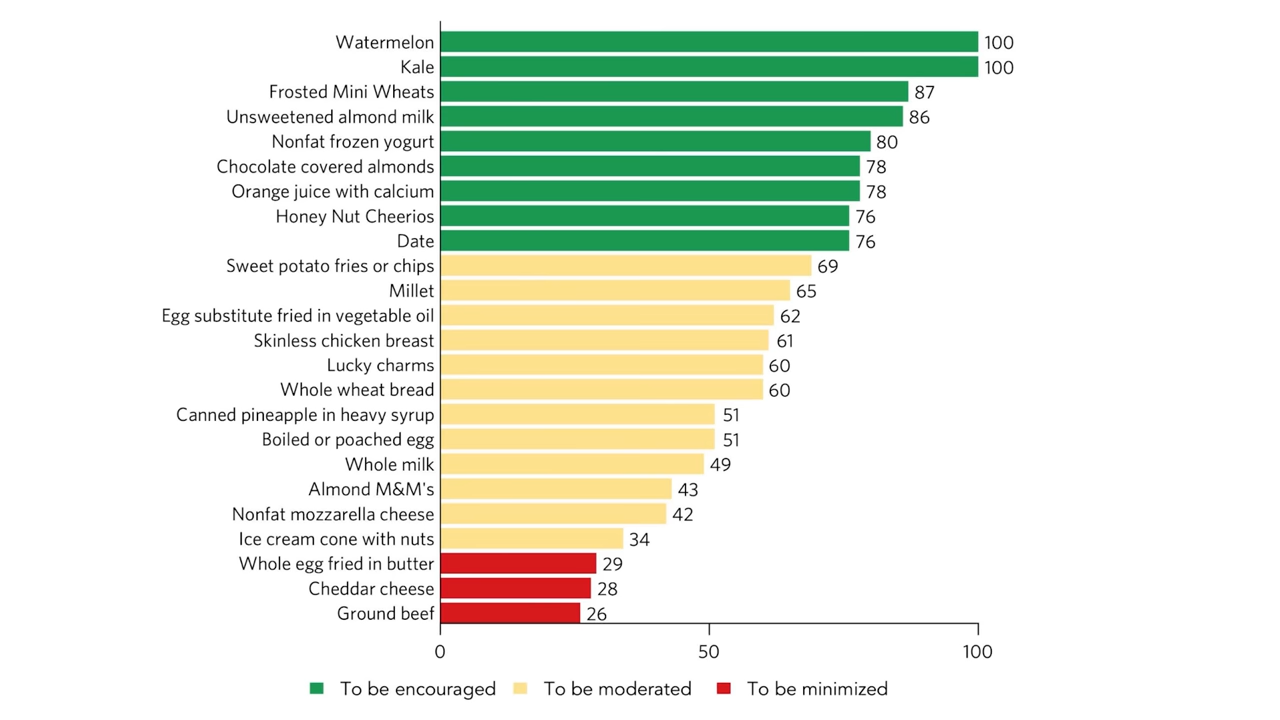 Watermelon 100
Kale 100
Frosted Mini Wheats 87
Unsweetened almond milk 86
Nonfat frozen yogurt 80
Chocolate covered almonds 78
Orange juice with calcium 78
Honey Nut Cheerios 76
Date 76
Sweet potato fries or chips 69
Millet 65
Egg substitute fried in vegetable oil 62
Skinless chicken breast 61
Lucky charms 60
Whole wheat bread 60
Canned pineapple in heavy syrup 51
Boiled or poached egg 51
Whole milk 49
Almond M&M's 43
Nonfat mozzarella cheese 42
Ice cream cone with nuts 34
Whole egg fried in butter 29
Cheddar cheese 28
Ground beef 26
0 50 100
To be encouraged To be moderated To be minimized